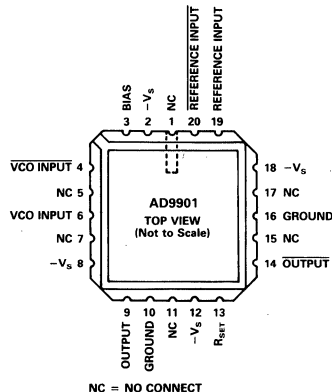 BIAS
–VS
NC
REFERENCE INPUT
REFERENCE INPUT
3 2 1 20 19
VCO INPUT 4
NC 5
VCO INPUT 6
NC 7
–VS 8
AD9901
TOP VIEW
(Not to Scale)
18 –VS
17 NC
16 GROUND
15 NC
14 OUTPUT
9 10 11 12 13
OUTPUT
GROUND
NC
–VS
RSET
NC = NO CONNECT